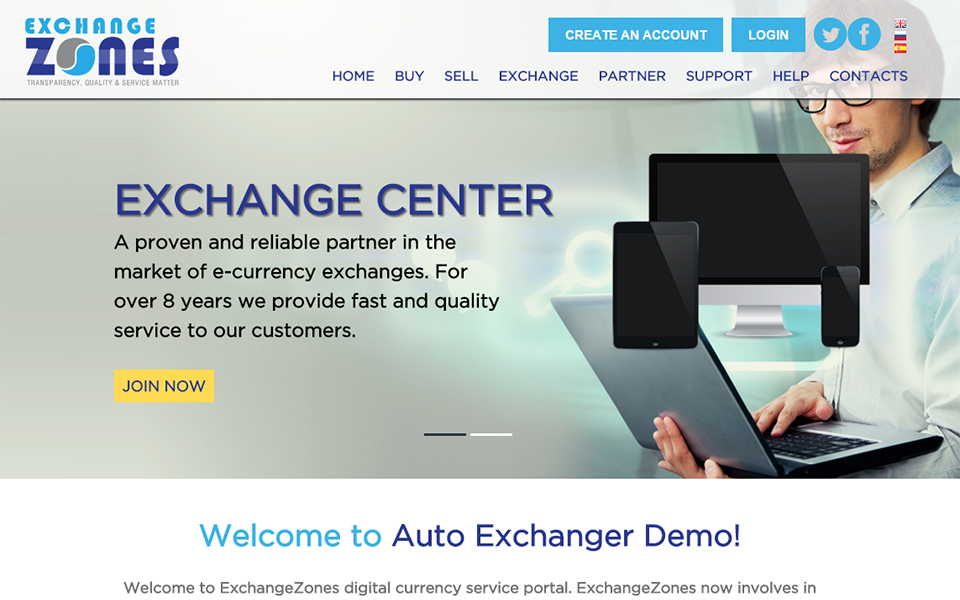 EXCHANGE
ZONES
TRANSPARENCY, QUALITY & SERVICE MATTER
CREATE AN ACCOUNT
LOGIN
HOME
BUY
SELL
EXCHANGE
PARTNER
SUPPORT
HELP
CONTACTS
EXCHANGE CENTER
A proven and reliable partner in the
market of e-currency exchanges. For
over 8 years we provide fast and quality
service to our customers.
JOIN NOW
Welcome to Auto Exchanger Demo!
Welcome to ExchangeZones digital currency service portal. ExchangeZones now involves in